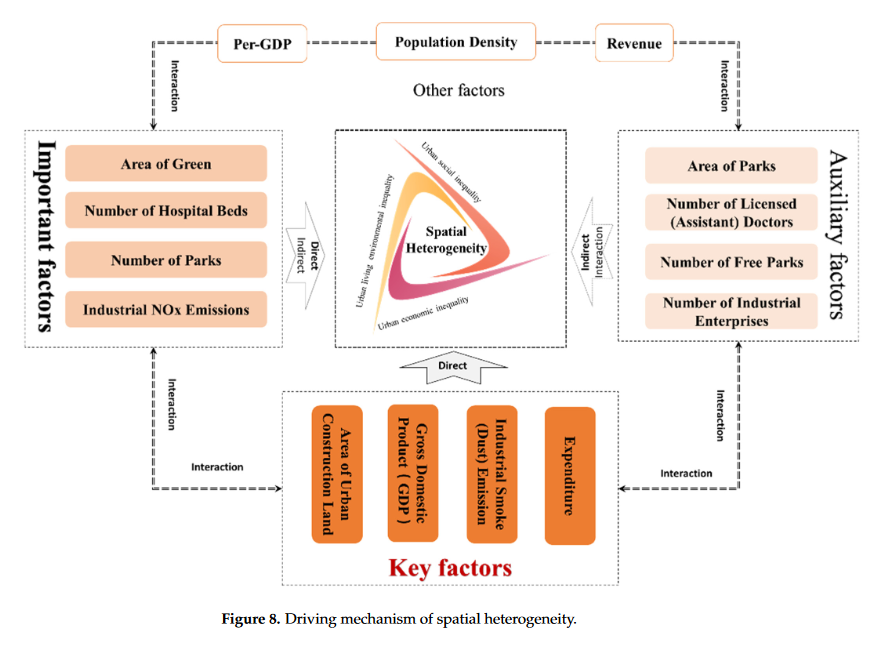 Per-GDP
Population Density
Revenue
Other factors
Interaction
Interaction
Important factors
Area of Green
Number of Hospital Beds
Number of Parks
Industrial NOx Emissions
Direct
Indirect
Urban social inequality
Urban living environmental inequality
Urban economic inequality
Spatial
Heterogeneity
Indirect
Interaction
Auxiliary factors
Area of Parks
Number of Licensed
(Assistant) Doctors
Number of Free Parks
Number of Industrial
Enterprises
Direct
Interaction
Interaction
Interaction
Interaction
Area of Urban
Construction Land
Gross Domestic
Product ( GDP )
Industrial Smoke
(Dust) Emission
Expenditure
Key factors
Figure 8. Driving mechanism of spatial heterogeneity.